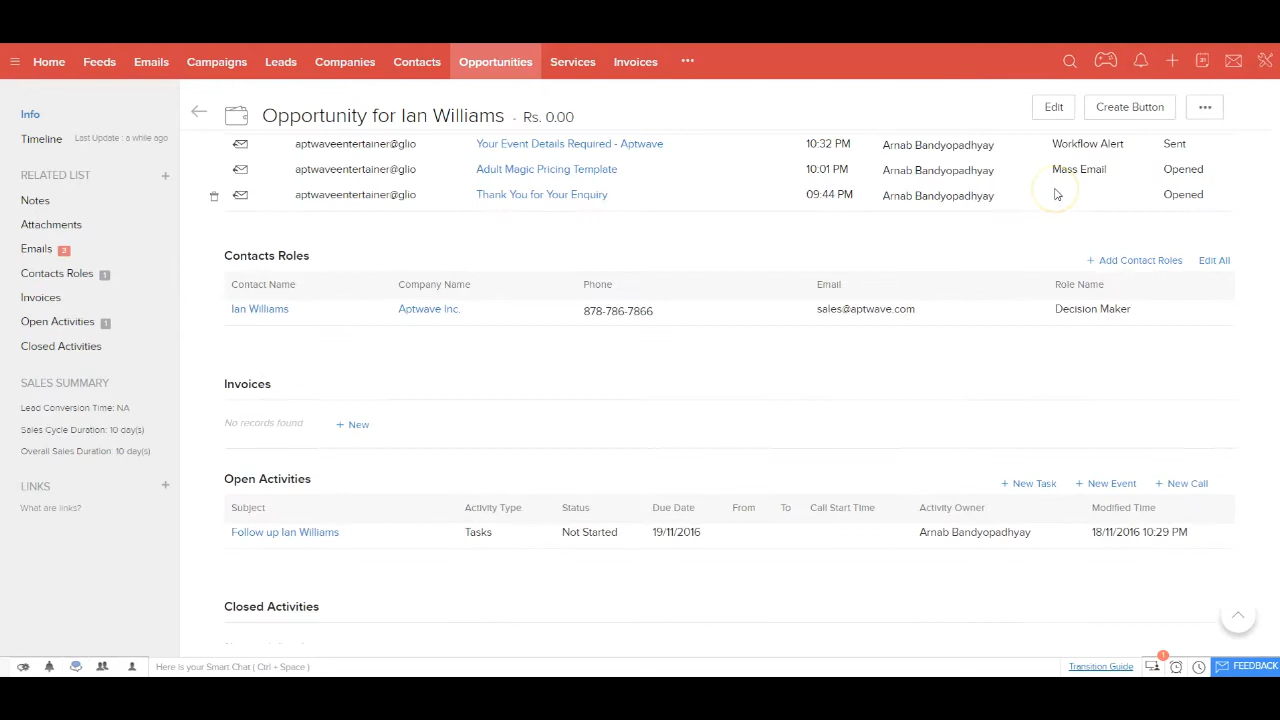 Home Feeds Emails Campaigns Leads Companies Contacts Opportunities Services Invoices •••
Info
Timeline Last Update : a while ago
RELATED LIST +
Notes
Attachments
Emails 3
Contacts Roles 1
Invoices
Open Activities 1
Closed Activities
SALES SUMMARY
Lead Conversion Time: NA
Sales Cycle Duration: 10 day(s)
Overall Sales Duration: 10 day(s)
LINKS +
What are links?
Opportunity for Ian Williams - Rs. 0.00
Edit Create Button •••
aptwaveentertainer@glio Your Event Details Required - Aptwave 10:32 PM Arnab Bandyopadhyay Workflow Alert Sent
aptwaveentertainer@glio Adult Magic Pricing Template 10:01 PM Arnab Bandyopadhyay Mass Email Opened
aptwaveentertainer@glio Thank You for Your Enquiry 09:44 PM Arnab Bandyopadhyay Opened
Contacts Roles + Add Contact Roles Edit All
Contact Name Company Name Phone Email Role Name
Ian Williams Aptwave Inc. 878-786-7866 sales@aptwave.com Decision Maker
Invoices
No records found + New
Open Activities + New Task + New Event + New Call
Subject Activity Type Status Due Date From To Call Start Time Activity Owner Modified Time
Follow up Ian Williams Tasks Not Started 19/11/2016 Arnab Bandyopadhyay 18/11/2016 10:29 PM
Closed Activities
Here is your Smart Chat ( Ctrl + Space ) Transition Guide 1 FEEDBACK